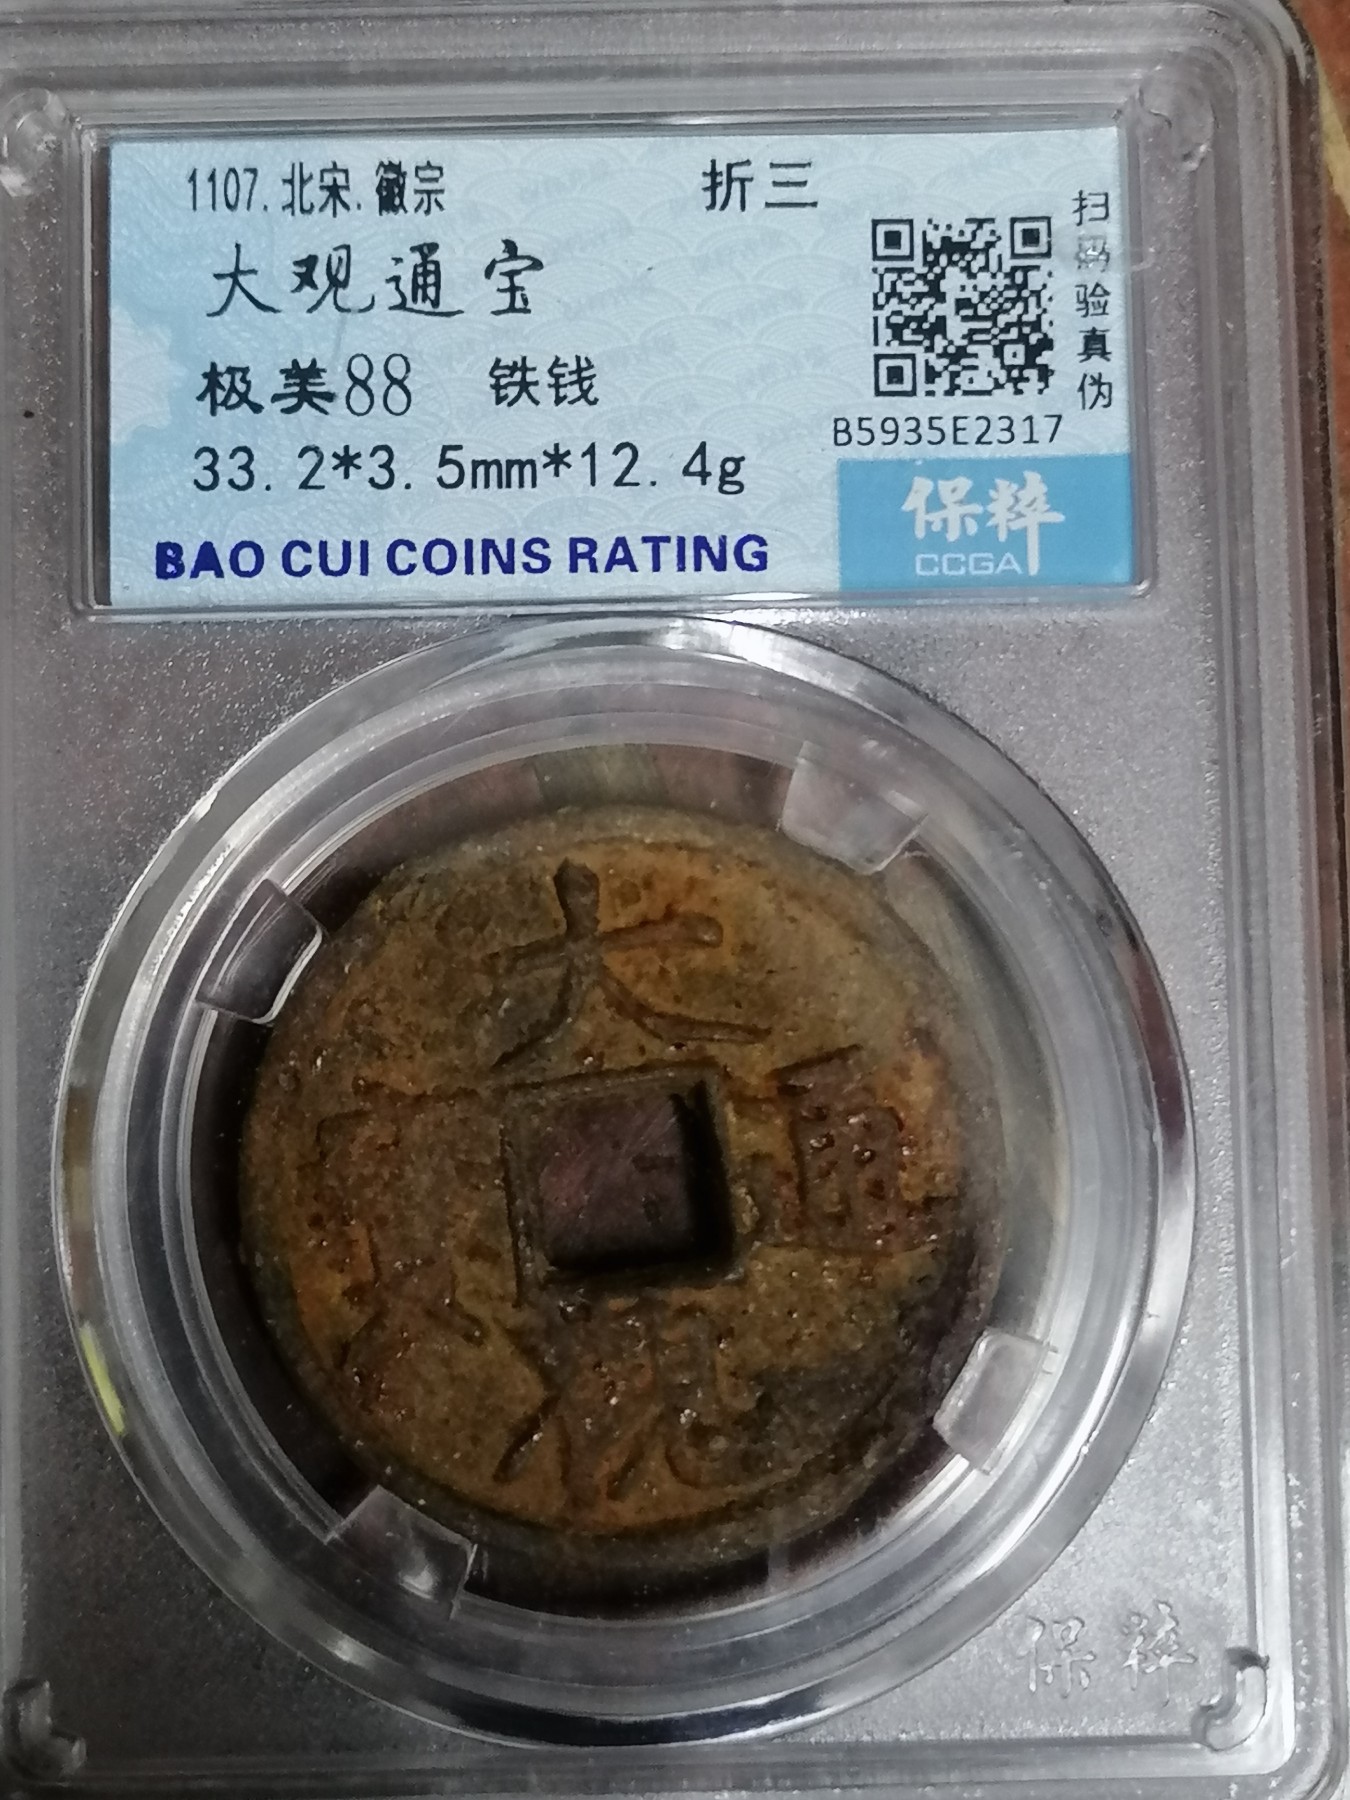 1107.北宋.徽宗 折三
大观通宝
极美88 铁钱
33.2*3.5mm*12.4g
BAO CUI COINS RATING
扫码验真伪
B5935E2317
保粹
CCGA
大
觀
通
寶
保粹